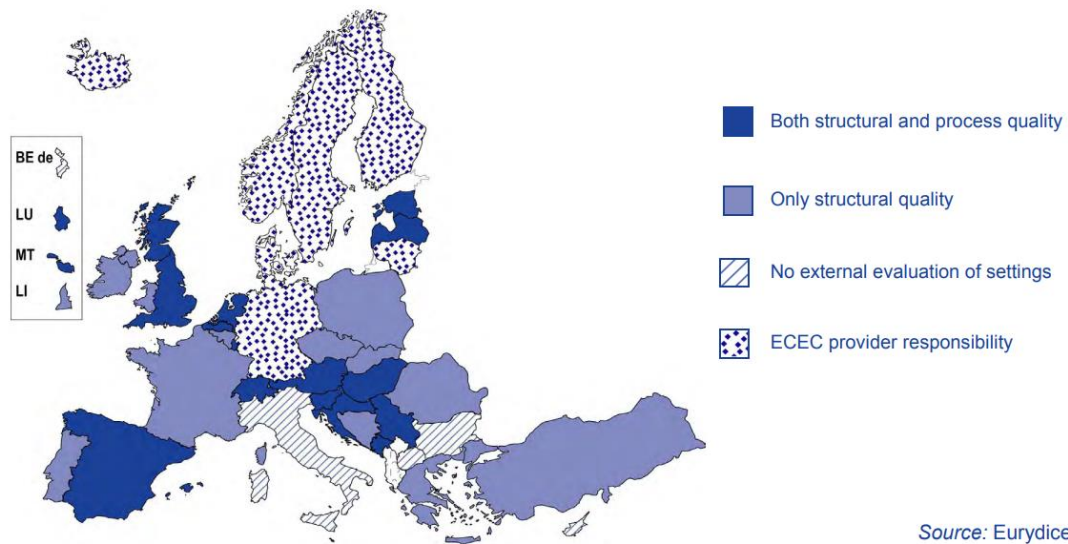 Both structural and process quality
BE de
LU
Only structural quality
MT
No external evaluation of settings
LI
ECEC provider responsibility
Source: Eurydice